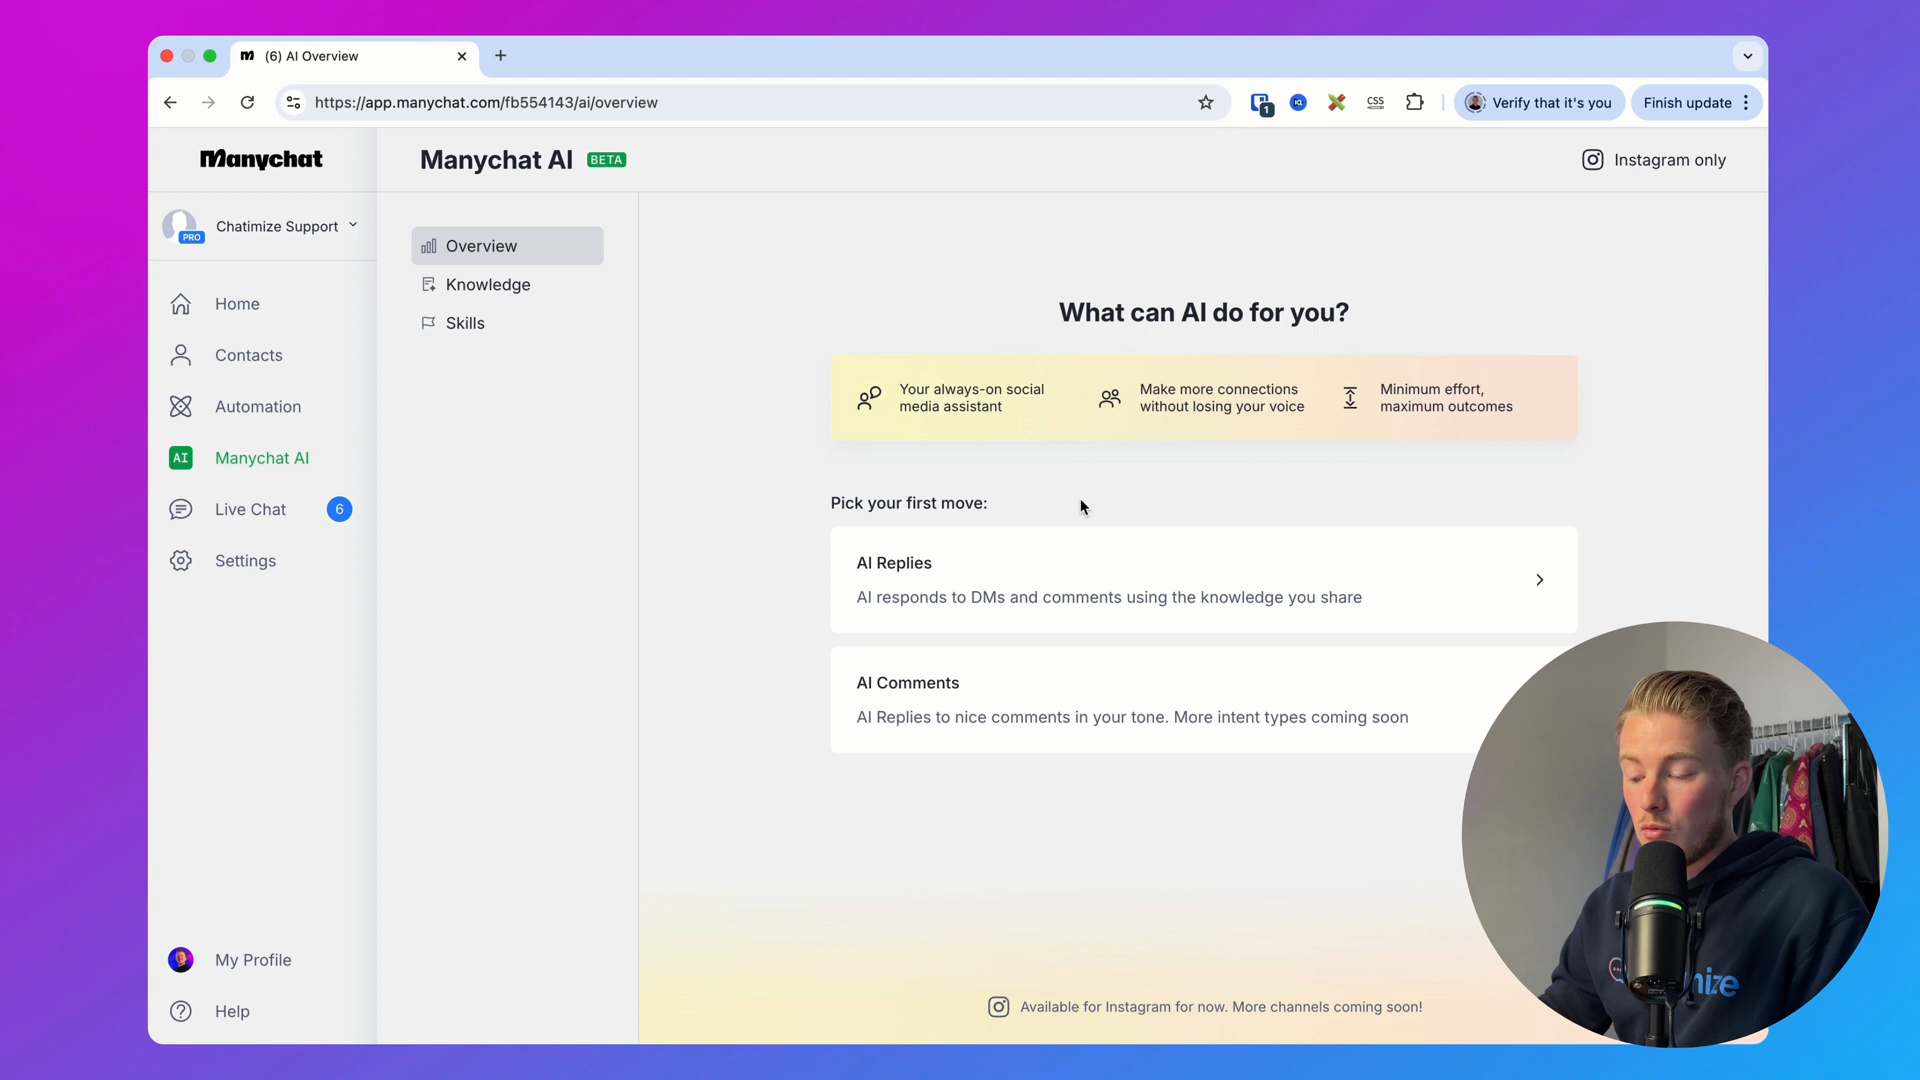 (6) AI Overview
https://app.manychat.com/fb554143/ai/overview
1
CSS
Verify that it's you
Finish update
Manychat
Manychat AI BETA
Instagram only
PRO
Chatimize Support
Home
Contacts
Automation
AI Manychat AI
Live Chat 6
Settings
My Profile
Help
Overview
Knowledge
Skills
What can AI do for you?
Your always-on social
media assistant
Make more connections
without losing your voice
Minimum effort,
maximum outcomes
Pick your first move:
AI Replies
AI responds to DMs and comments using the knowledge you share
AI Comments
AI Replies to nice comments in your tone. More intent types coming soon
Available for Instagram for now. More channels coming soon!